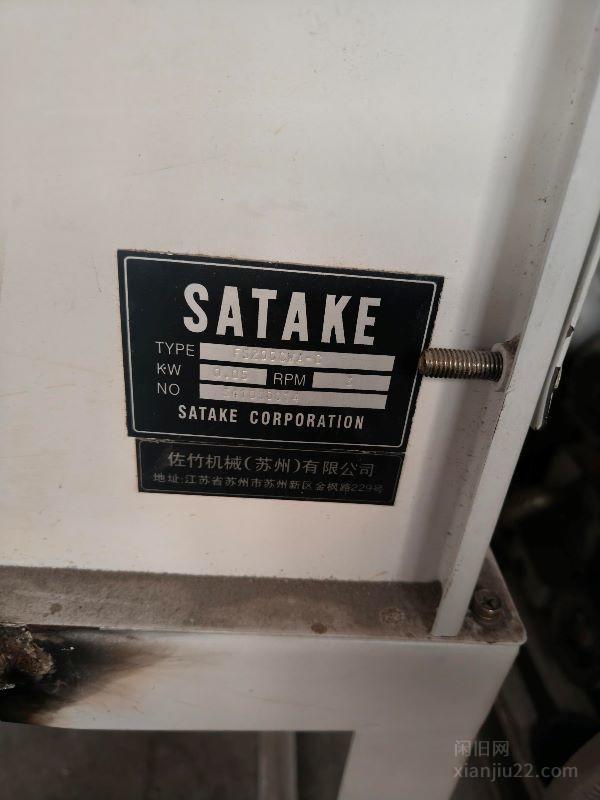 SATAKE
TYPE
KW 0.05 RPM
NO
SATAKE CORPORATION
佐竹机械(苏州)有限公司
地址:江苏省苏州市苏州新区金枫路229号
闲旧网
xianjiu22.com